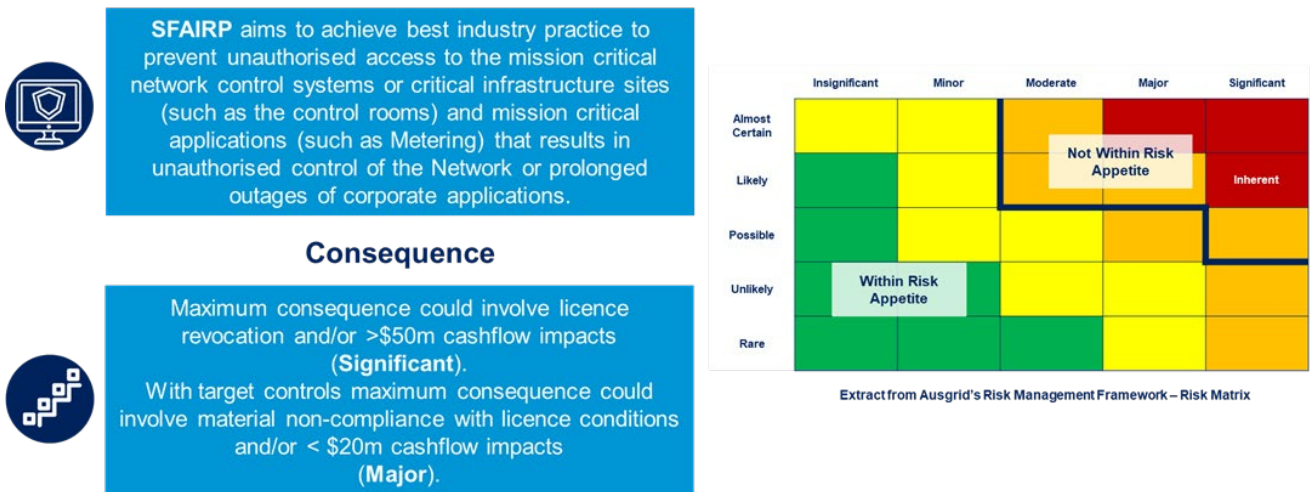 SFAIRP aims to achieve best industry practice to
prevent unauthorised access to the mission critical
network control systems or critical infrastructure sites
(such as the control rooms) and mission critical
applications (such as Metering) that results in
unauthorised control of the Network or prolonged
outages of corporate applications.
Consequence
Maximum consequence could involve licence
revocation and/or >$50m cashflow impacts
(Significant).
With target controls maximum consequence could
involve material non-compliance with licence conditions
and/or < $20m cashflow impacts
(Major).
Insignificant Minor Moderate Major Significant
Almost
Certain
Not Within Risk
Appetite
Likely
Inherent
Possible
Unlikely
Within Risk
Appetite
Rare
Extract from Ausgrid's Risk Management Framework – Risk Matrix